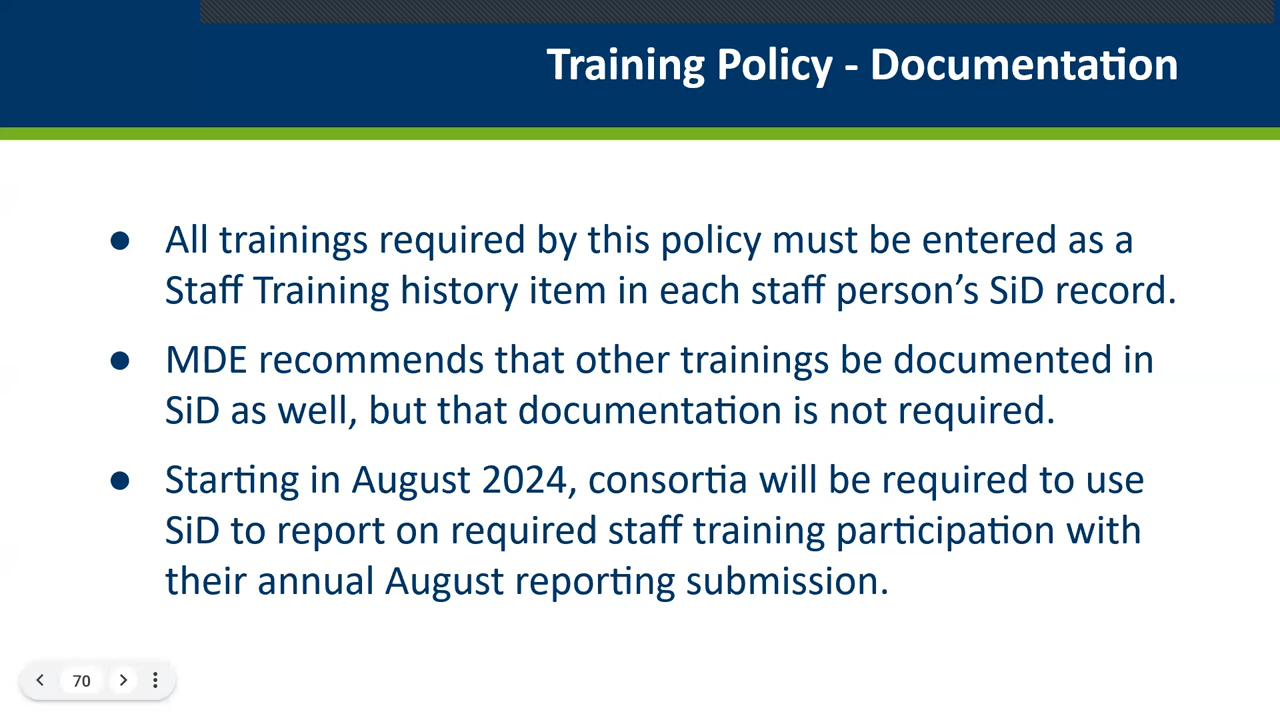 Training Policy - Documentation
● All trainings required by this policy must be entered as a
Staff Training history item in each staff person’s SiD record.
● MDE recommends that other trainings be documented in
SiD as well, but that documentation is not required.
● Starting in August 2024, consortia will be required to use
SiD to report on required staff training participation with
their annual August reporting submission.
70